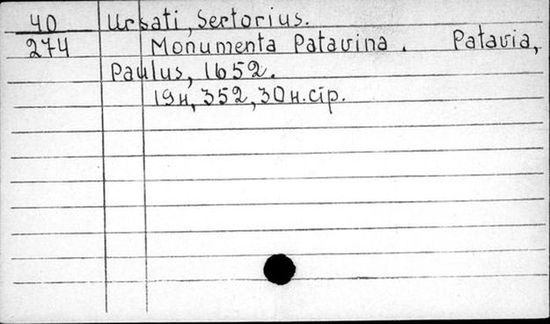 40 Ursati, Sertorius.
274 Monumenta Patavina. Patavia,
Paulus, 1652.
19н, 352, 30н.стр.